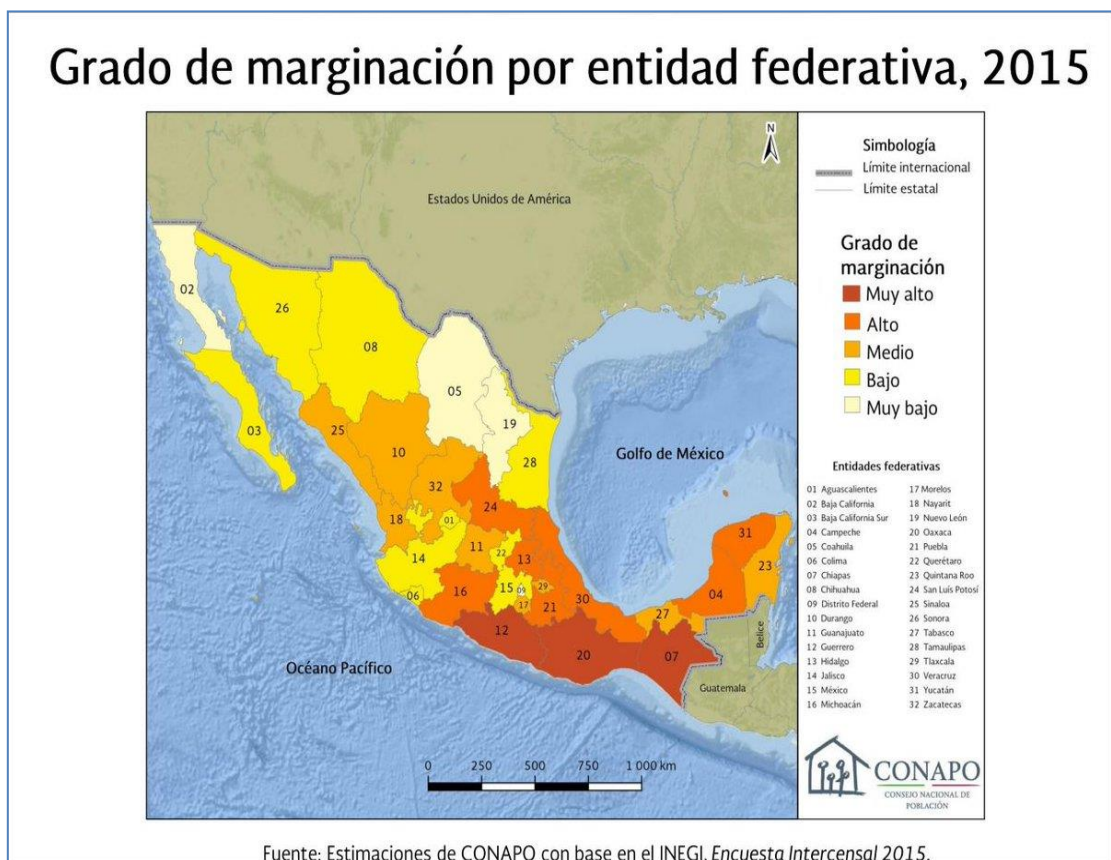 Grado de marginación por entidad federativa, 2015
N
Estados Unidos de América
Golfo de México
Océano Pacífico
Belice
Guatemala
02
26
08
05
03
19
25
10
28
32
24
18
01
14
11
22
13
31
23
06
16
15
09
29
17
21
30
04
27
12
20
07
0 250 500 750 1 000 km
Simbología
Límite internacional
Límite estatal
Grado de
marginación
Muy alto
Alto
Medio
Bajo
Muy bajo
Entidades federativas
01 Aguascalientes
02 Baja California
03 Baja California Sur
04 Campeche
05 Coahuila
06 Colima
07 Chiapas
08 Chihuahua
09 Distrito Federal
10 Durango
11 Guanajuato
12 Guerrero
13 Hidalgo
14 Jalisco
15 México
16 Michoacán
17 Morelos
18 Nayarit
19 Nuevo León
20 Oaxaca
21 Puebla
22 Querétaro
23 Quintana Roo
24 San Luis Potosí
25 Sinaloa
26 Sonora
27 Tabasco
28 Tamaulipas
29 Tlaxcala
30 Veracruz
31 Yucatán
32 Zacatecas
CONAPO
CONSEJO NACIONAL DE
POBLACIÓN
Fuente: Estimaciones de CONAPO con base en el INEGI, Encuesta Intercensal 2015.